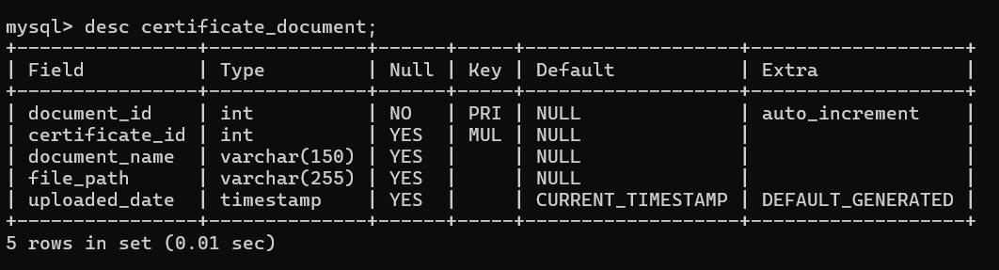 mysql> desc certificate_document;
+----------------+--------------+------+-----+-------------------+-------------------+
| Field          | Type         | Null | Key | Default           | Extra             |
+----------------+--------------+------+-----+-------------------+-------------------+
| document_id    | int          | NO   | PRI | NULL              | auto_increment    |
| certificate_id | int          | YES  | MUL | NULL              |                   |
| document_name  | varchar(150) | YES  |     | NULL              |                   |
| file_path      | varchar(255) | YES  |     | NULL              |                   |
| uploaded_date  | timestamp    | YES  |     | CURRENT_TIMESTAMP | DEFAULT_GENERATED |
+----------------+--------------+------+-----+-------------------+-------------------+
5 rows in set (0.01 sec)